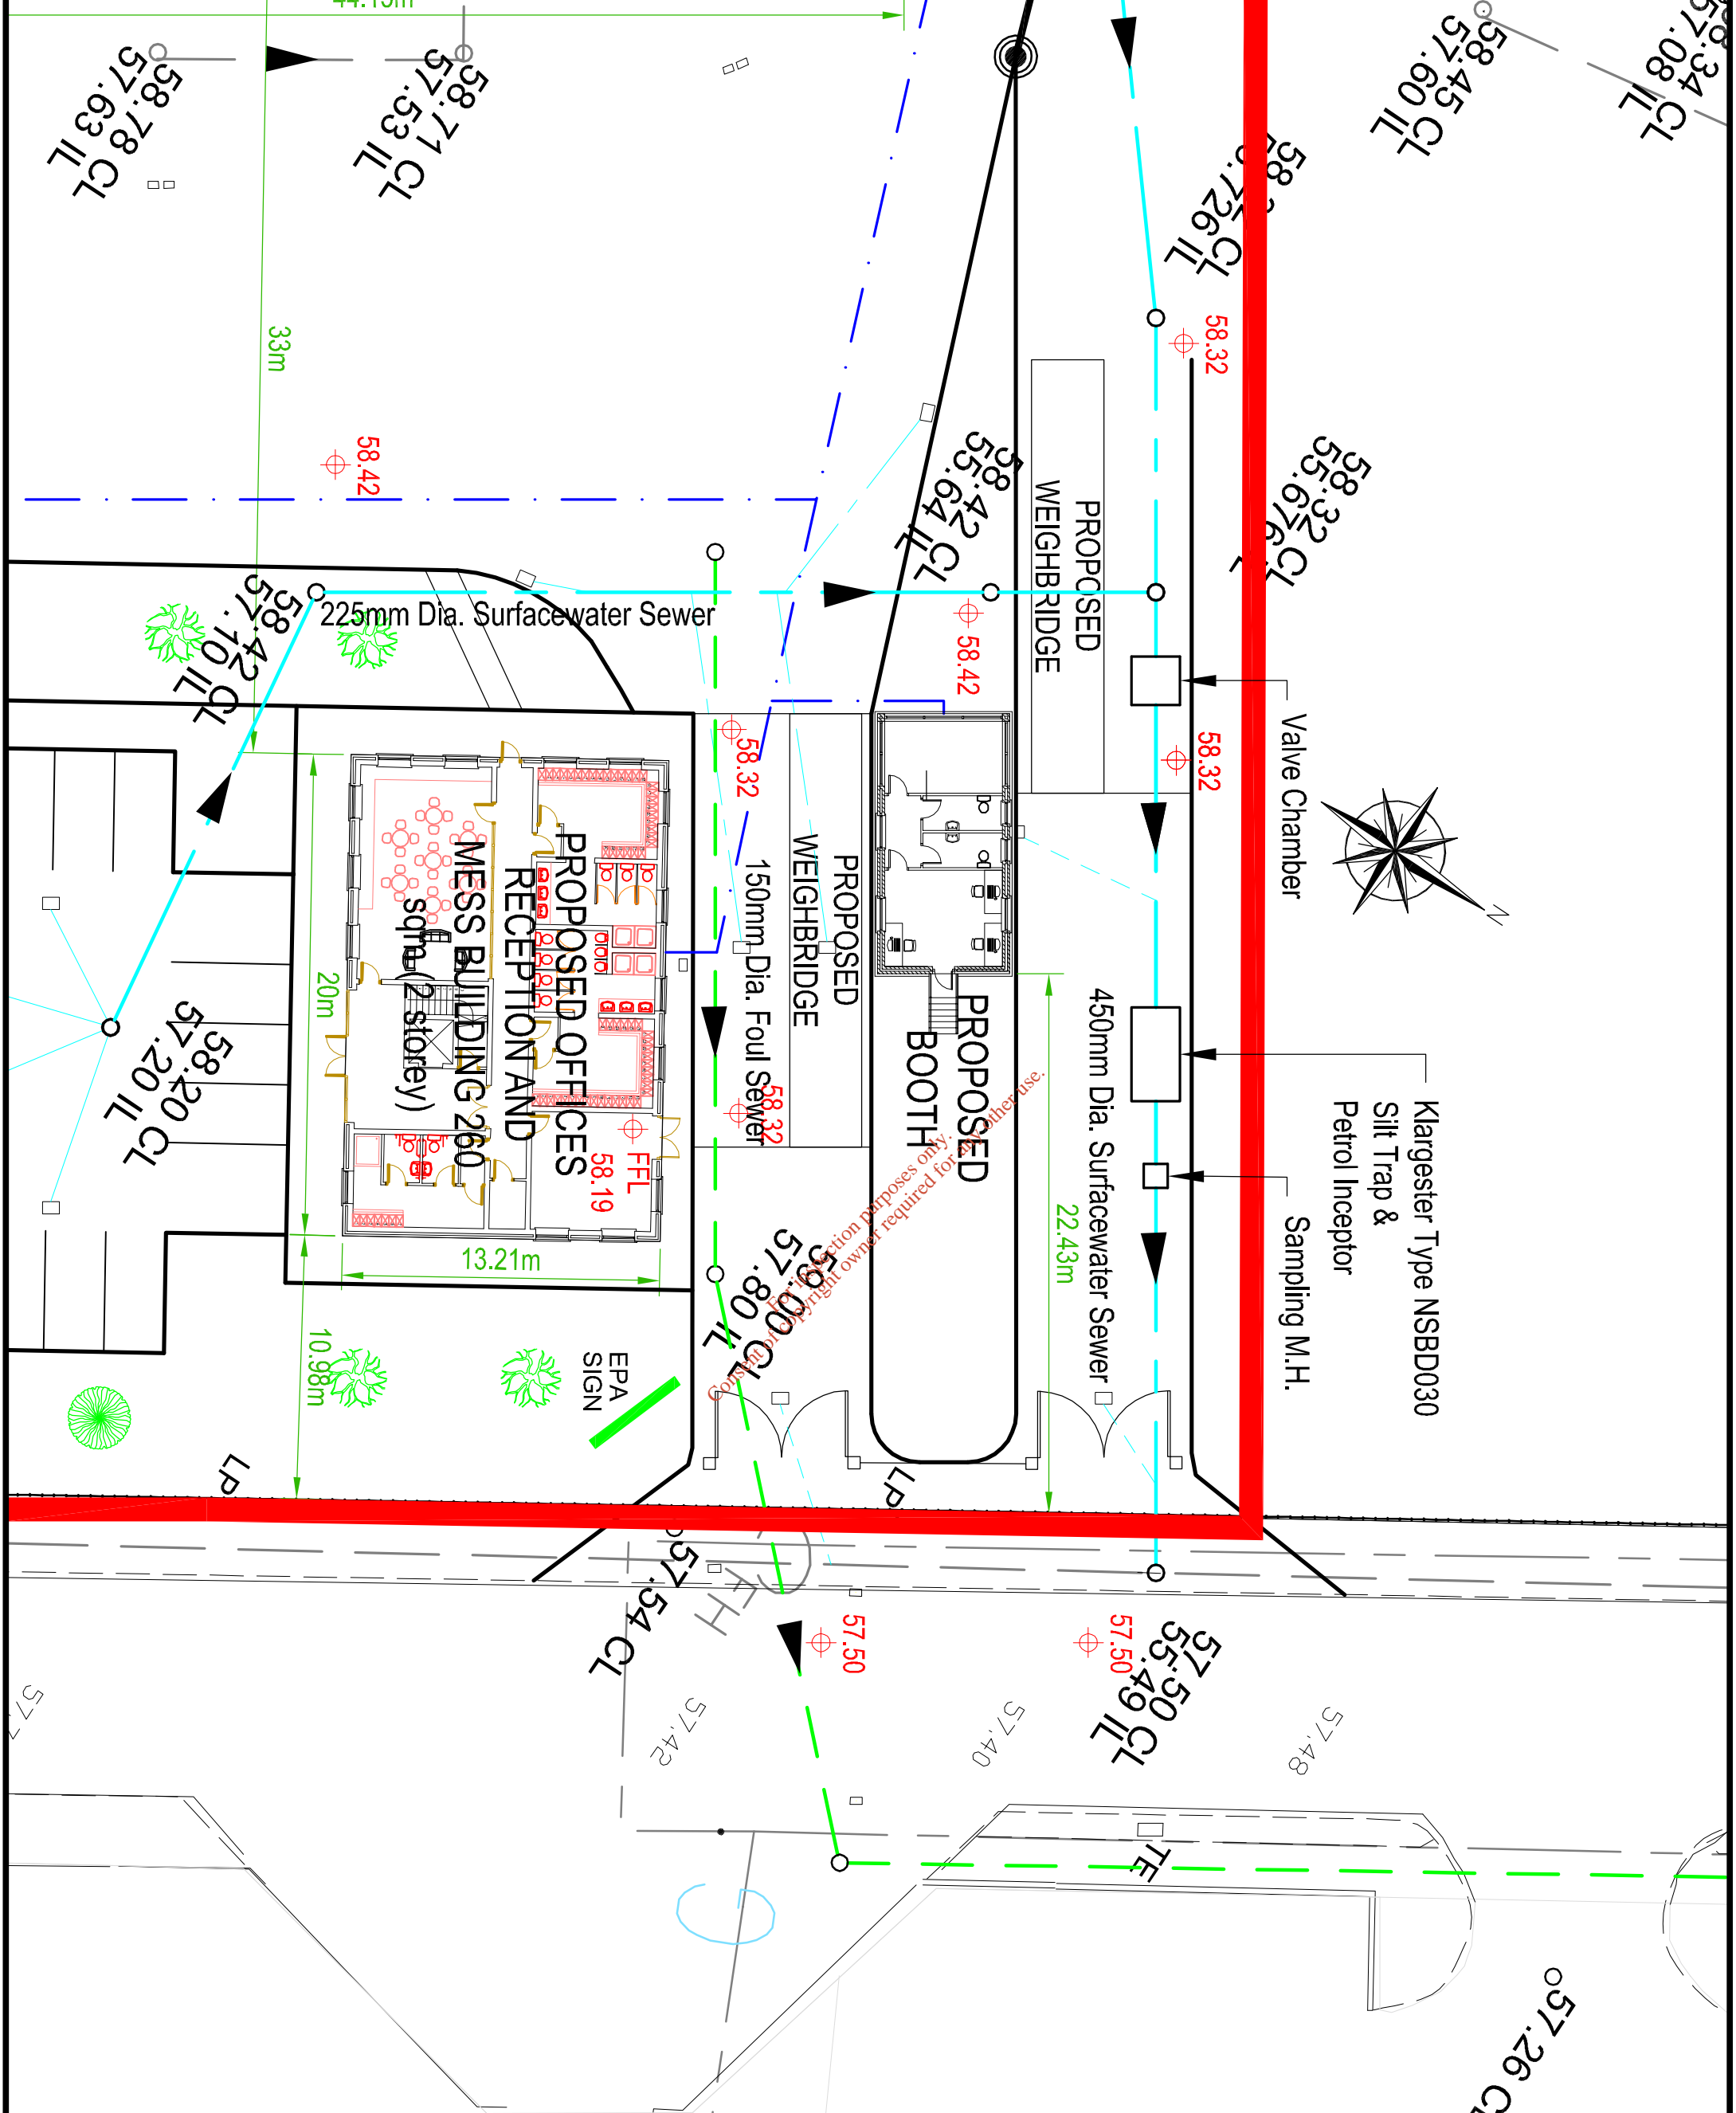 58.78 CL
57.63 IL
58.71 CL
57.53 IL
58.45 CL
57.60 IL
58.34 CL
57.08 IL
33m
58.32
58.42
58.32 CL
55.676 IL
58.42 CL
55.64 IL
PROPOSED
WEIGHBRIDGE
58.42 CL
57.10 IL
225mm Dia. Surfacewater Sewer
58.42
58.32
58.32
Valve Chamber
N
PROPOSED
WEIGHBRIDGE
150mm Dia. Foul Sewer
58.32
PROPOSED OFFICES
RECEPTION AND
MESS BUILDING 260
sqm (2 storey)
FFL
58.19
20m
13.21m
10.98m
58.20 CL
57.20 IL
PROPOSED
BOOTH
22.43m
450mm Dia. Surfacewater Sewer
Klargester Type NSBD030
Silt Trap &
Petrol Inceptor
Sampling M.H.
57.80 IL
For inspection purposes only.
Consent of copyright owner required for any other use.
EPA
SIGN
LP
LP
57.54 CL
FH
57.50
57.50
57.50 CL
55.49 IL
57.42
57.40
57.48
TE
57.26